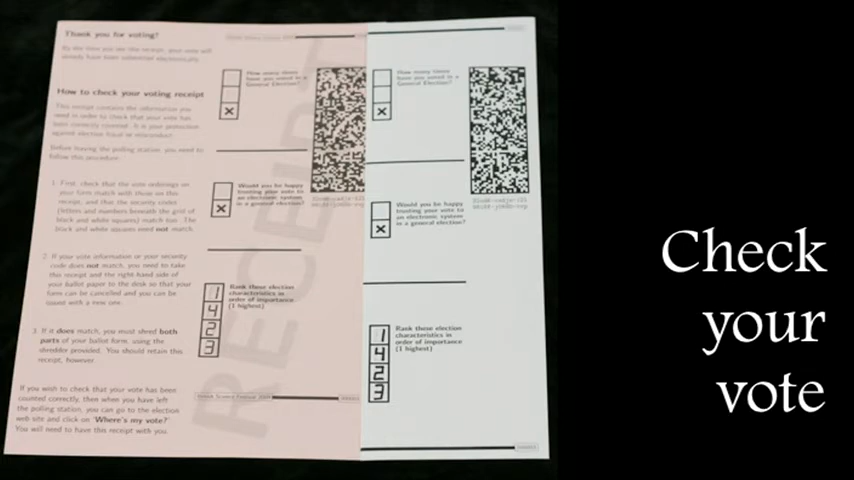 Thank you for voting?
By the time you see this receipt, your vote will
already have been submitted electronically.
How to check your voting receipt
This receipt contains the information you
need in order to check that your vote has
been correctly counted. It is your protection
against election fraud or misconduct.
Before leaving the polling station, you need to
follow this procedure:
1. First, check that the vote orderings on
your form match with those on this
receipt, and that the security codes
(letters and numbers beneath the grid of
black and white squares) match too. The
black and white squares need not match.
2. If your vote information or your security
code does not match, you need to take
this receipt and the right hand side of
your ballot paper to the desk so that your
form can be cancelled and you can be
issued with a new one.
3. If it does match, you must shred both
parts of your ballot form, using the
shredder provided. You should retain this
receipt, however.
If you wish to check that your vote has been
counted correctly, then when you have left
the polling station, you can go to the election
web site and click on "Where's my vote?"
You will need to have this receipt with you.
RECEIPT
How many times
have you voted in a
General Election?
X
Would you be happy
trusting your vote to
an electronic system
in a general election?
X
Rank these election
characteristics in
order of importance
(1 highest)
1
4
2
3
How many times
have you voted in a
General Election?
X
Would you be happy
trusting your vote to
an electronic system
in a general election?
X
Rank these election
characteristics in
order of importance
(1 highest)
1
4
2
3
Check
your
vote